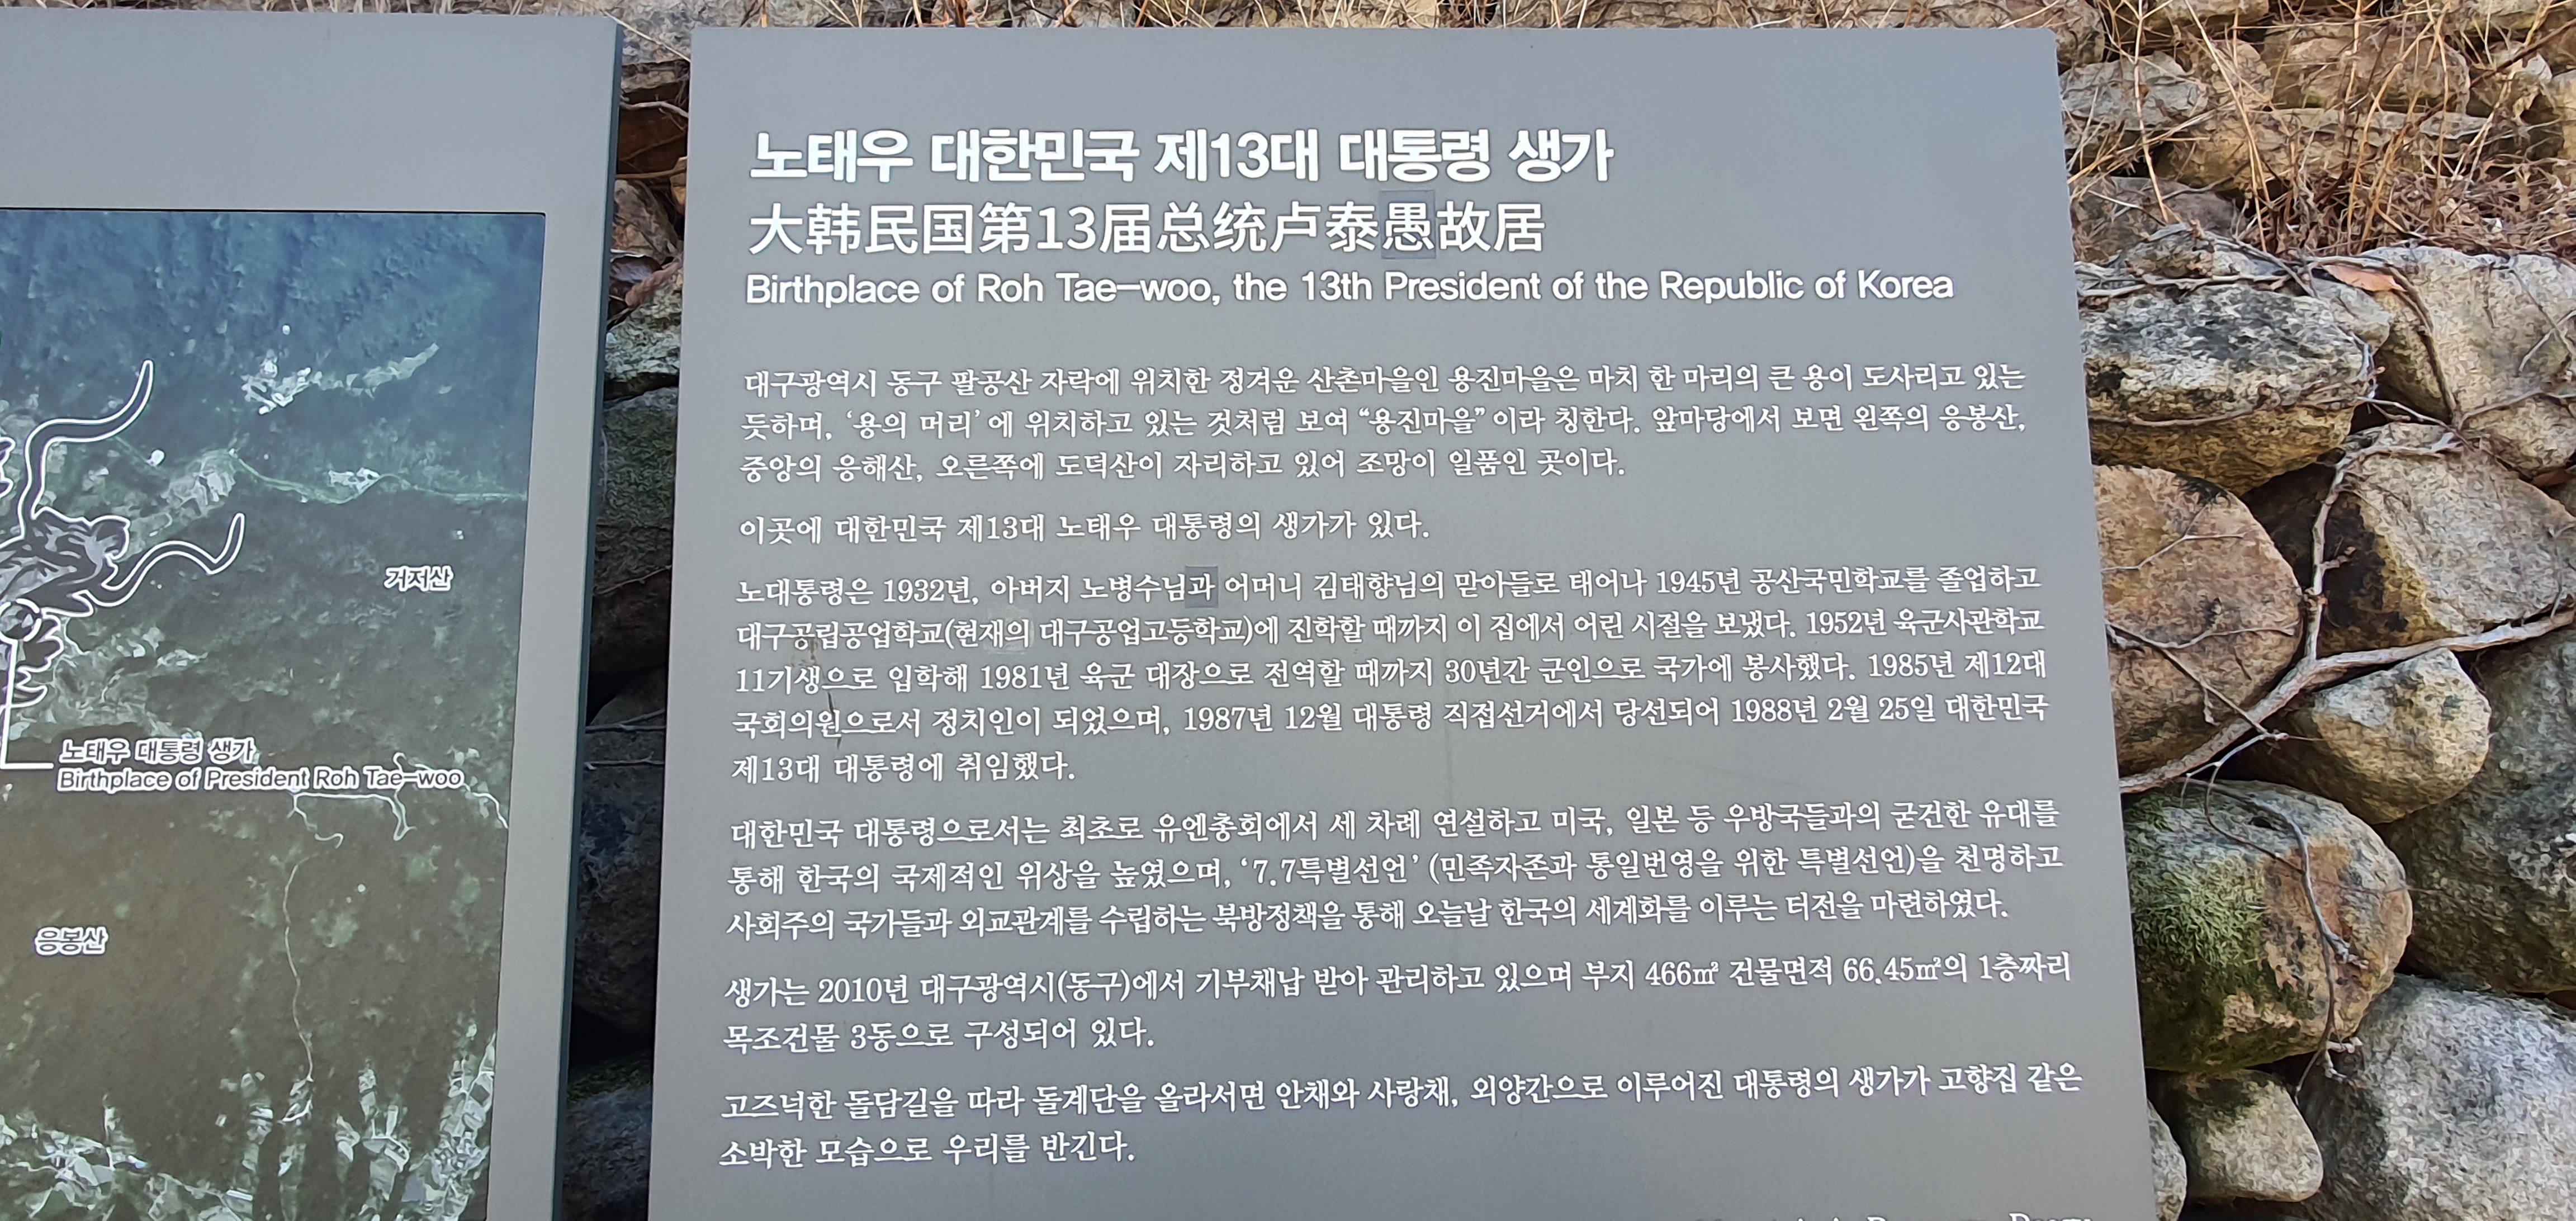 노태우 대한민국 제13대 대통령 생가
大韩民国第13届总统卢泰愚故居
Birthplace of Roh Tae-woo, the 13th President of the Republic of Korea
대구광역시 동구 팔공산 자락에 위치한 정겨운 산촌마을인 용진마을은 마치 한 마리의 큰 용이 도사리고 있는
듯하며, ‘용의 머리’에 위치하고 있는 것처럼 보여 “용진마을”이라 칭한다. 앞마당에서 보면 왼쪽의 응봉산,
중앙의 응해산, 오른쪽에 도덕산이 자리하고 있어 조망이 일품인 곳이다.
이곳에 대한민국 제13대 노태우 대통령의 생가가 있다.
노대통령은 1932년, 아버지 노병수님과 어머니 김태향님의 맏아들로 태어나 1945년 공산국민학교를 졸업하고
대구공립공업학교(현재의 대구공업고등학교)에 진학할 때까지 이 집에서 어린 시절을 보냈다. 1952년 육군사관학교
11기생으로 입학해 1981년 육군 대장으로 전역할 때까지 30년간 군인으로 국가에 봉사했다. 1985년 제12대
국회의원으로서 정치인이 되었으며, 1987년 12월 대통령 직접선거에서 당선되어 1988년 2월 25일 대한민국
제13대 대통령에 취임했다.
대한민국 대통령으로서는 최초로 유엔총회에서 세 차례 연설하고 미국, 일본 등 우방국들과의 굳건한 유대를
통해 한국의 국제적인 위상을 높였으며, ‘7.7특별선언’(민족자존과 통일번영을 위한 특별선언)을 천명하고
사회주의 국가들과 외교관계를 수립하는 북방정책을 통해 오늘날 한국의 세계화를 이루는 터전을 마련하였다.
생가는 2010년 대구광역시(동구)에서 기부채납 받아 관리하고 있으며 부지 466㎡ 건물면적 66.45㎡의 1층짜리
목조건물 3동으로 구성되어 있다.
고즈넉한 돌담길을 따라 돌계단을 올라서면 안채와 사랑채, 외양간으로 이루어진 대통령의 생가가 고향집 같은
소박한 모습으로 우리를 반긴다.
거저산
노태우 대통령 생가
Birthplace of President Roh Tae-woo
응봉산